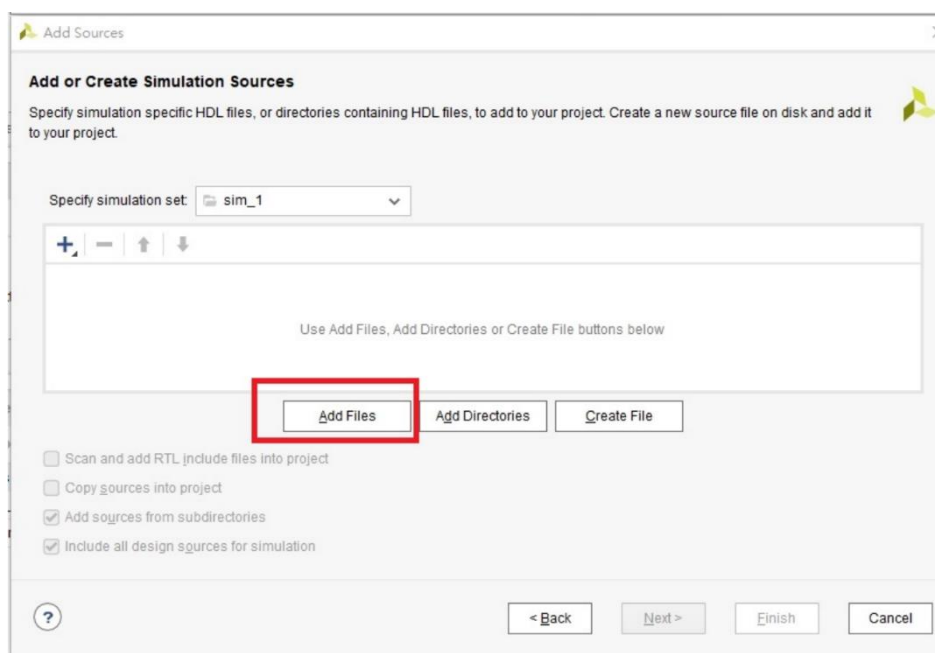 Add Sources
Add or Create Simulation Sources
Specify simulation specific HDL files, or directories containing HDL files, to add to your project. Create a new source file on disk and add it
to your project.
Specify simulation set: sim_1
Use Add Files, Add Directories or Create File buttons below
Add Files Add Directories Create File
Scan and add RTL include files into project
Copy sources into project
Add sources from subdirectories
Include all design sources for simulation
? < Back Next > Finish Cancel